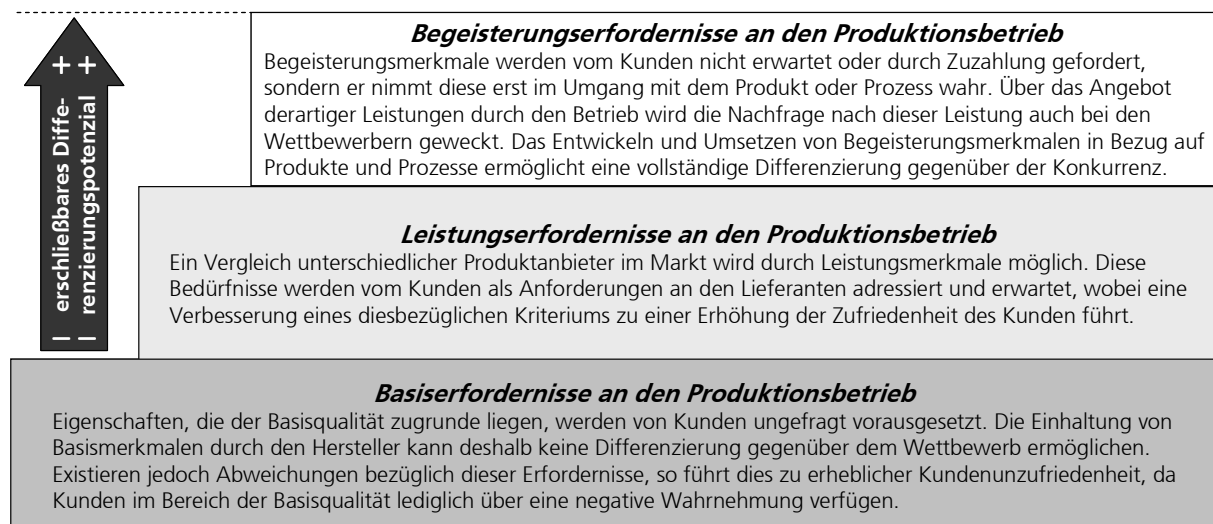 Begeisterungserfordernisse an den Produktionsbetrieb
Begeisterungsmerkmale werden vom Kunden nicht erwartet oder durch Zuzahlung gefordert,
sondern er nimmt diese erst im Umgang mit dem Produkt oder Prozess wahr. Über das Angebot
derartiger Leistungen durch den Betrieb wird die Nachfrage nach dieser Leistung auch bei den
Wettbewerbern geweckt. Das Entwickeln und Umsetzen von Begeisterungsmerkmalen in Bezug auf
Produkte und Prozesse ermöglicht eine vollständige Differenzierung gegenüber der Konkurrenz.
++
erschließbares Diffe-
renzierungspotenzial
– –
Leistungserfordernisse an den Produktionsbetrieb
Ein Vergleich unterschiedlicher Produktanbieter im Markt wird durch Leistungsmerkmale möglich. Diese
Bedürfnisse werden vom Kunden als Anforderungen an den Lieferanten adressiert und erwartet, wobei eine
Verbesserung eines diesbezüglichen Kriteriums zu einer Erhöhung der Zufriedenheit des Kunden führt.
Basiserfordernisse an den Produktionsbetrieb
Eigenschaften, die der Basisqualität zugrunde liegen, werden von Kunden ungefragt vorausgesetzt. Die Einhaltung von
Basismerkmalen durch den Hersteller kann deshalb keine Differenzierung gegenüber dem Wettbewerb ermöglichen.
Existieren jedoch Abweichungen bezüglich dieser Erfordernisse, so führt dies zu erheblicher Kundenunzufriedenheit, da
Kunden im Bereich der Basisqualität lediglich über eine negative Wahrnehmung verfügen.